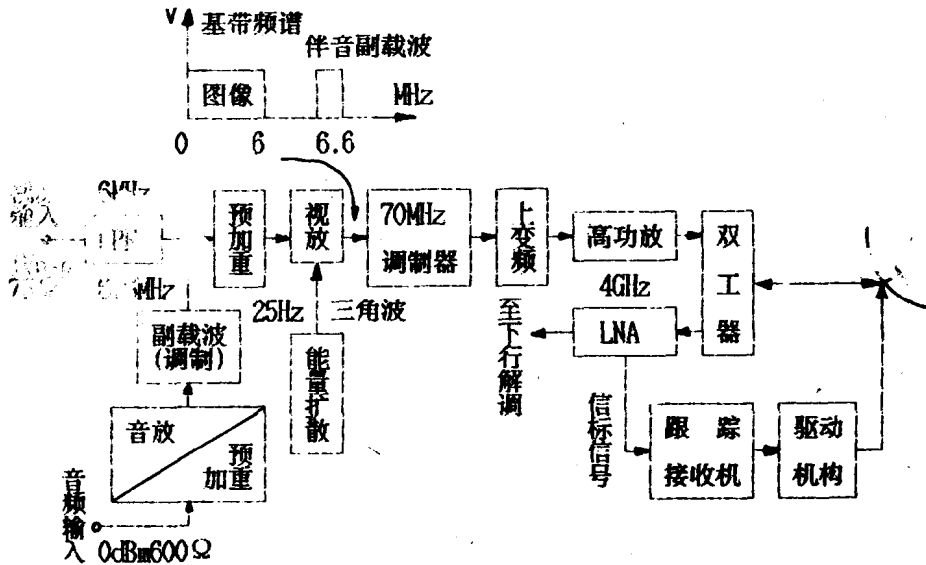 V 基带频谱
伴音副载波
图像
MHz
0 6 6.6
6MHz
输入
预加重
视放
70MHz
调制器
上变频
高功放
双工器
4GHz
LNA
25Hz 三角波
至下行解调
副载波
(调制)
能量扩散
音放
预加重
信标信号
跟踪
接收机
驱动
机构
音频输入
0dBm600Ω